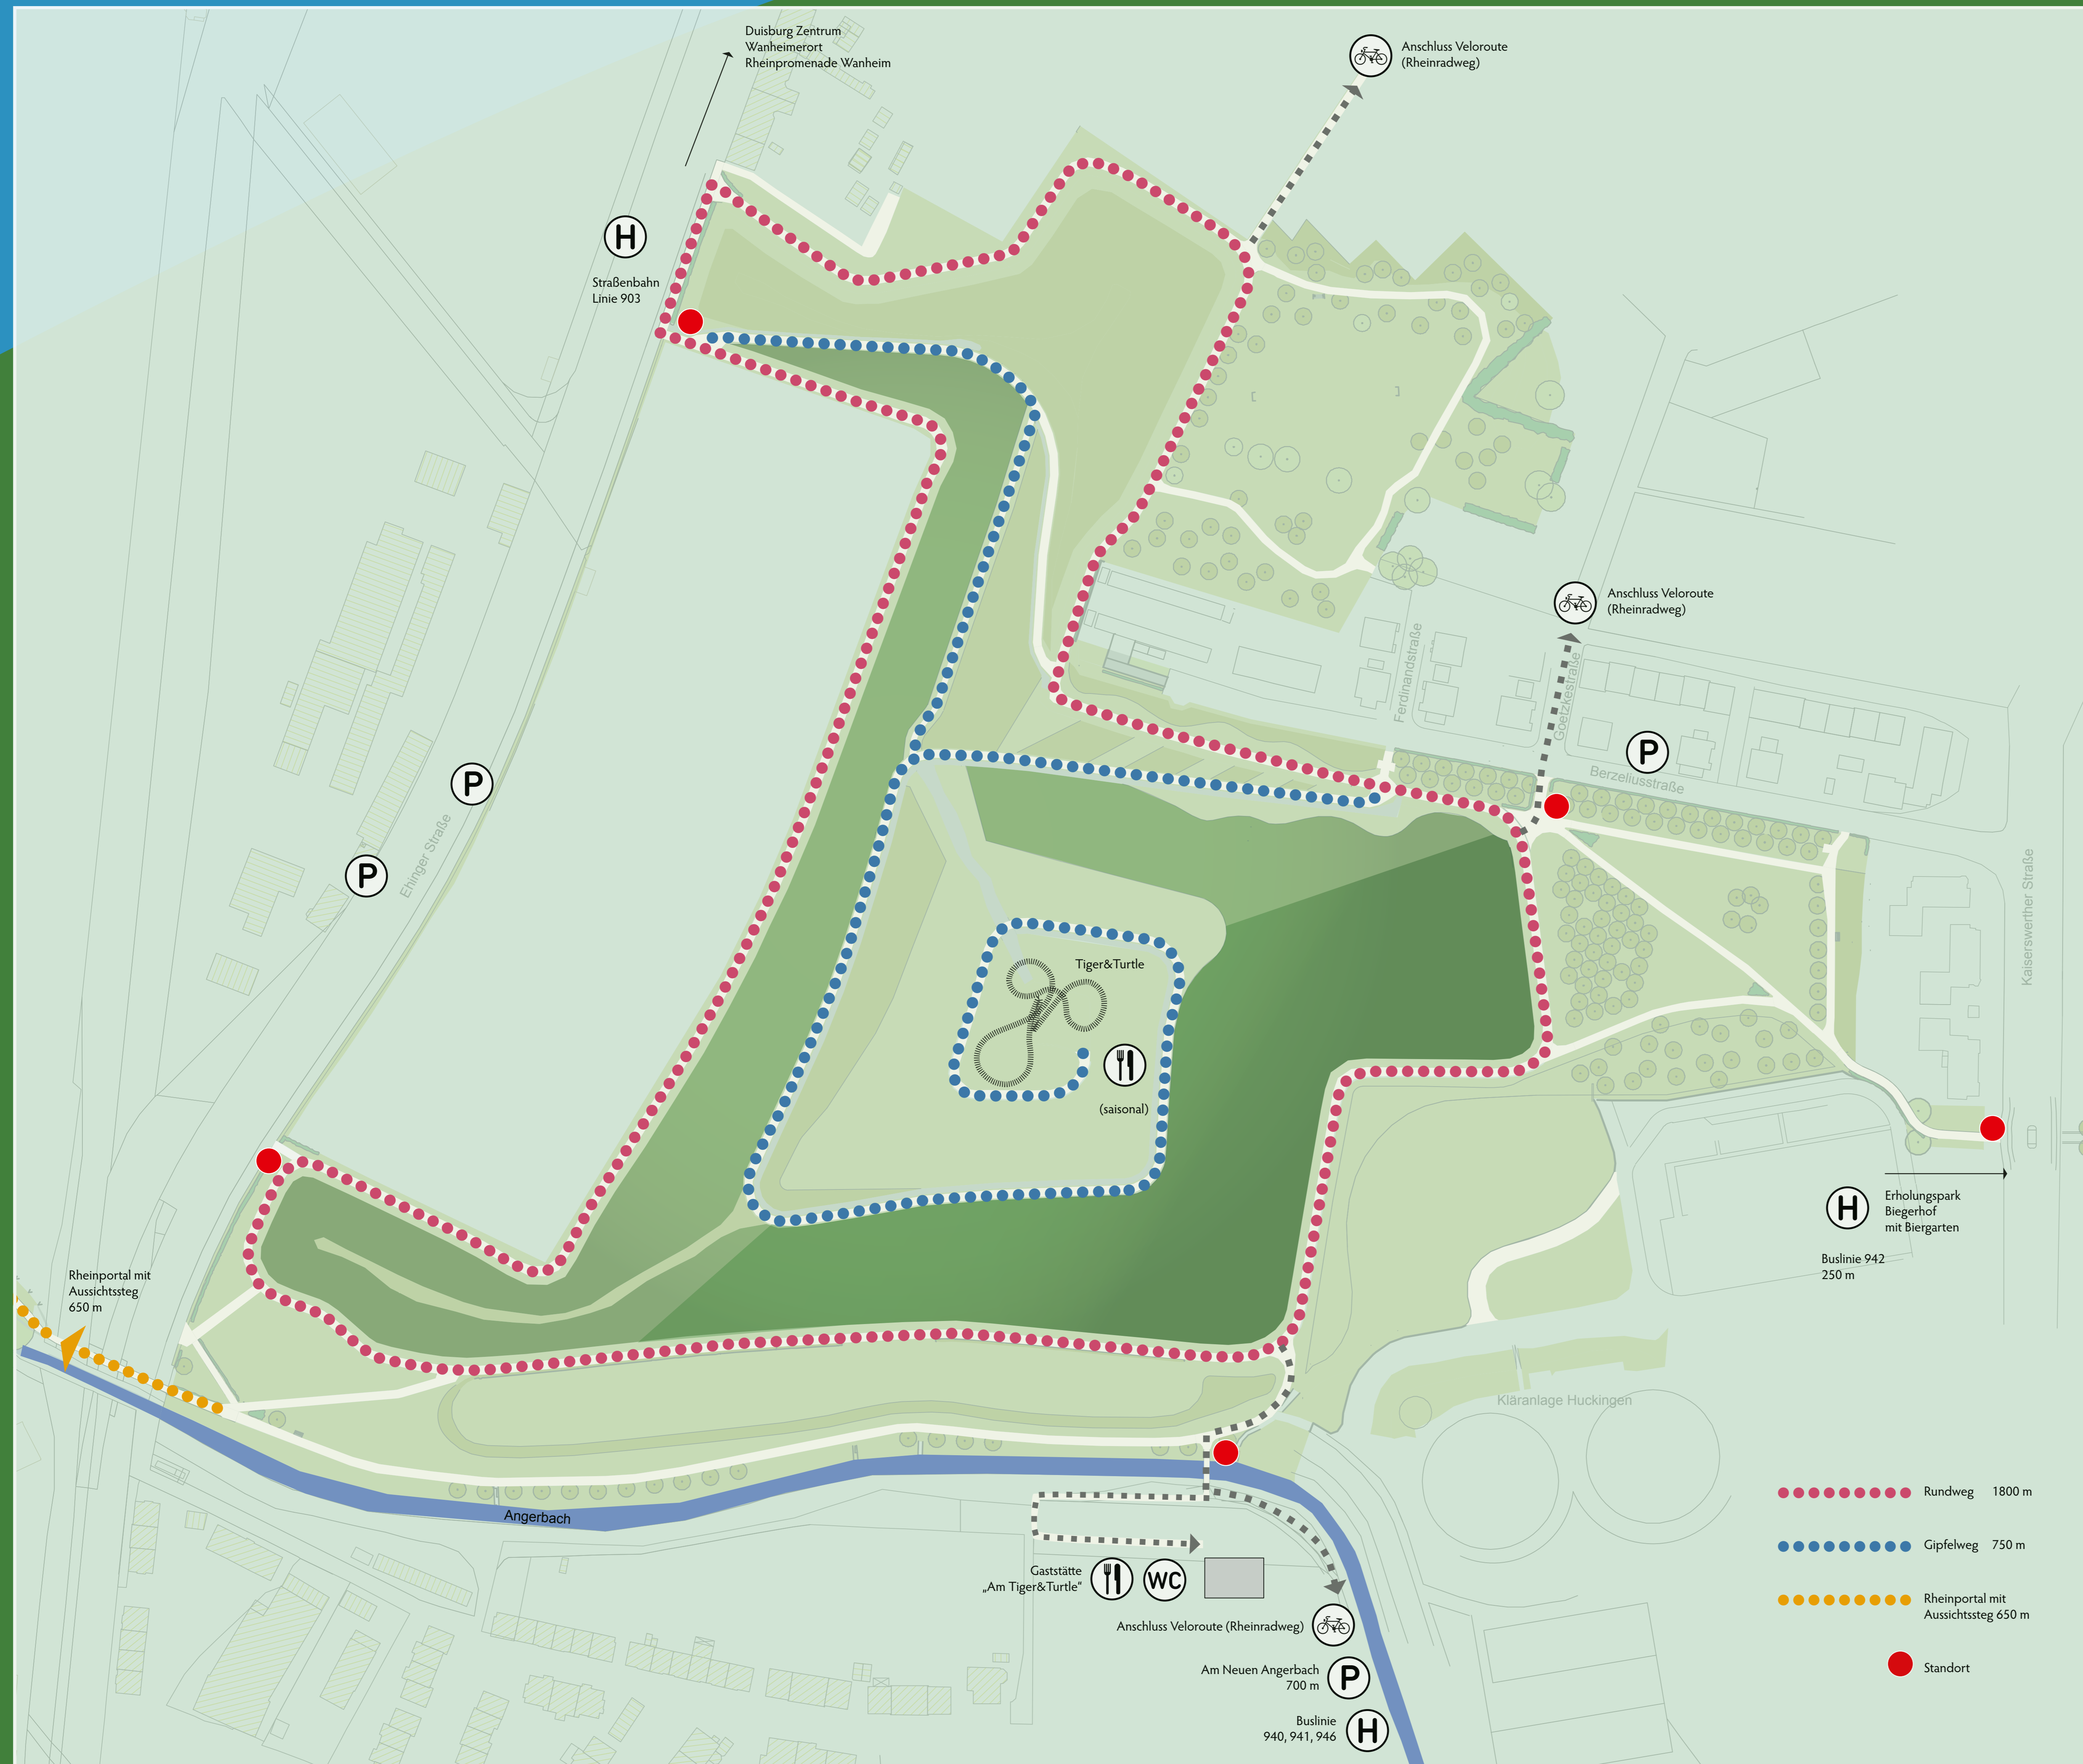 Duisburg Zentrum
Wanheimerort
Rheinpromenade Wanheim
Anschluss Veloroute
(Rheinradweg)
H
Straßenbahn
Linie 903
Anschluss Veloroute
(Rheinradweg)
Ferdinandstraße
Goetzkestraße
P
Berzeliusstraße
P
Ehinger Straße
P
Kaiserswerther Straße
Tiger&Turtle
(saisonal)
H
Erholungspark
Biegerhof
mit Biergarten
Buslinie 942
250 m
Rheinportal mit
Aussichtssteg
650 m
Kläranlage Huckingen
Angerbach
Gaststätte
„Am Tiger&Turtle“
WC
Anschluss Veloroute (Rheinradweg)
Am Neuen Angerbach
700 m
P
Buslinie
940, 941, 946
H
Rundweg 1800 m
Gipfelweg 750 m
Rheinportal mit
Aussichtssteg 650 m
Standort